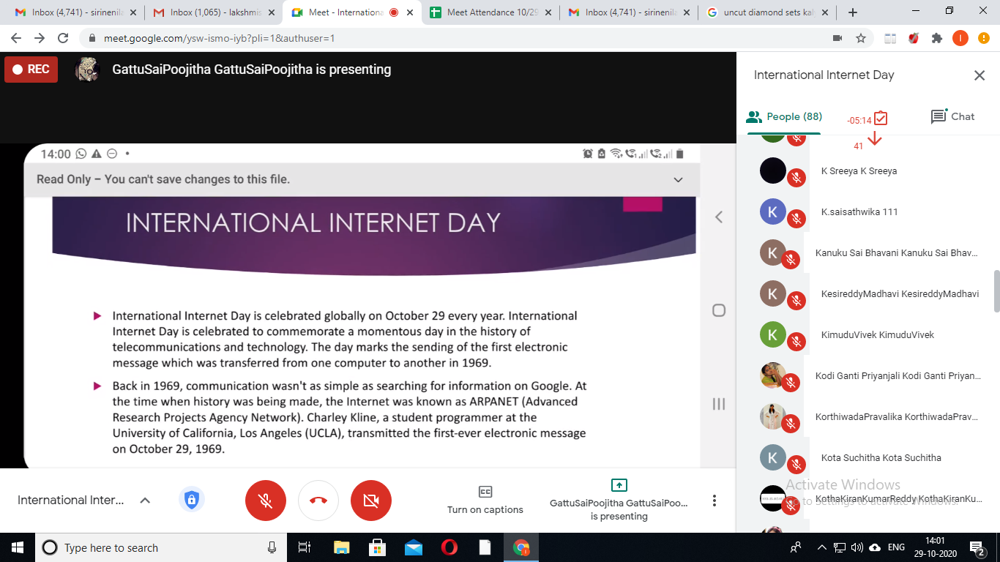 Inbox (4,741) - sirinenila
Inbox (1,065) - lakshmis
Meet - Internationa
Meet Attendance 10/29
Inbox (4,741) - sirinenila
uncut diamond sets kal
meet.google.com/ysw-ismo-iyb?pli=1&authuser=1
I
REC
GattuSaiPoojitha GattuSaiPoojitha is presenting
14:00
Read Only – You can't save changes to this file.
INTERNATIONAL INTERNET DAY
International Internet Day is celebrated globally on October 29 every year. International
Internet Day is celebrated to commemorate a momentous day in the history of
telecommunications and technology. The day marks the sending of the first electronic
message which was transferred from one computer to another in 1969.
Back in 1969, communication wasn't as simple as searching for information on Google. At
the time when history was being made, the Internet was known as ARPANET (Advanced
Research Projects Agency Network). Charley Kline, a student programmer at the
University of California, Los Angeles (UCLA), transmitted the first-ever electronic message
on October 29, 1969.
International Internet Day
People (88)
-05:14
Chat
41
K Sreeya K Sreeya
K
K.saisathwika 111
K
Kanuku Sai Bhavani Kanuku Sai Bhav...
K
KesireddyMadhavi KesireddyMadhavi
K
KimuduVivek KimuduVivek
Kodi Ganti Priyanjali Kodi Ganti Priyan...
KorthiwadaPravalika KorthiwadaPrav...
K
Kota Suchitha Kota Suchitha
Activate Windows
Go to Settings to activate Windows.
KothaKiranKumarReddy KothaKiranKu...
International Inter...
CC
Turn on captions
GattuSaiPoojitha GattuSaiPoo...
is presenting
Type here to search
ENG
14:01
29-10-2020
2